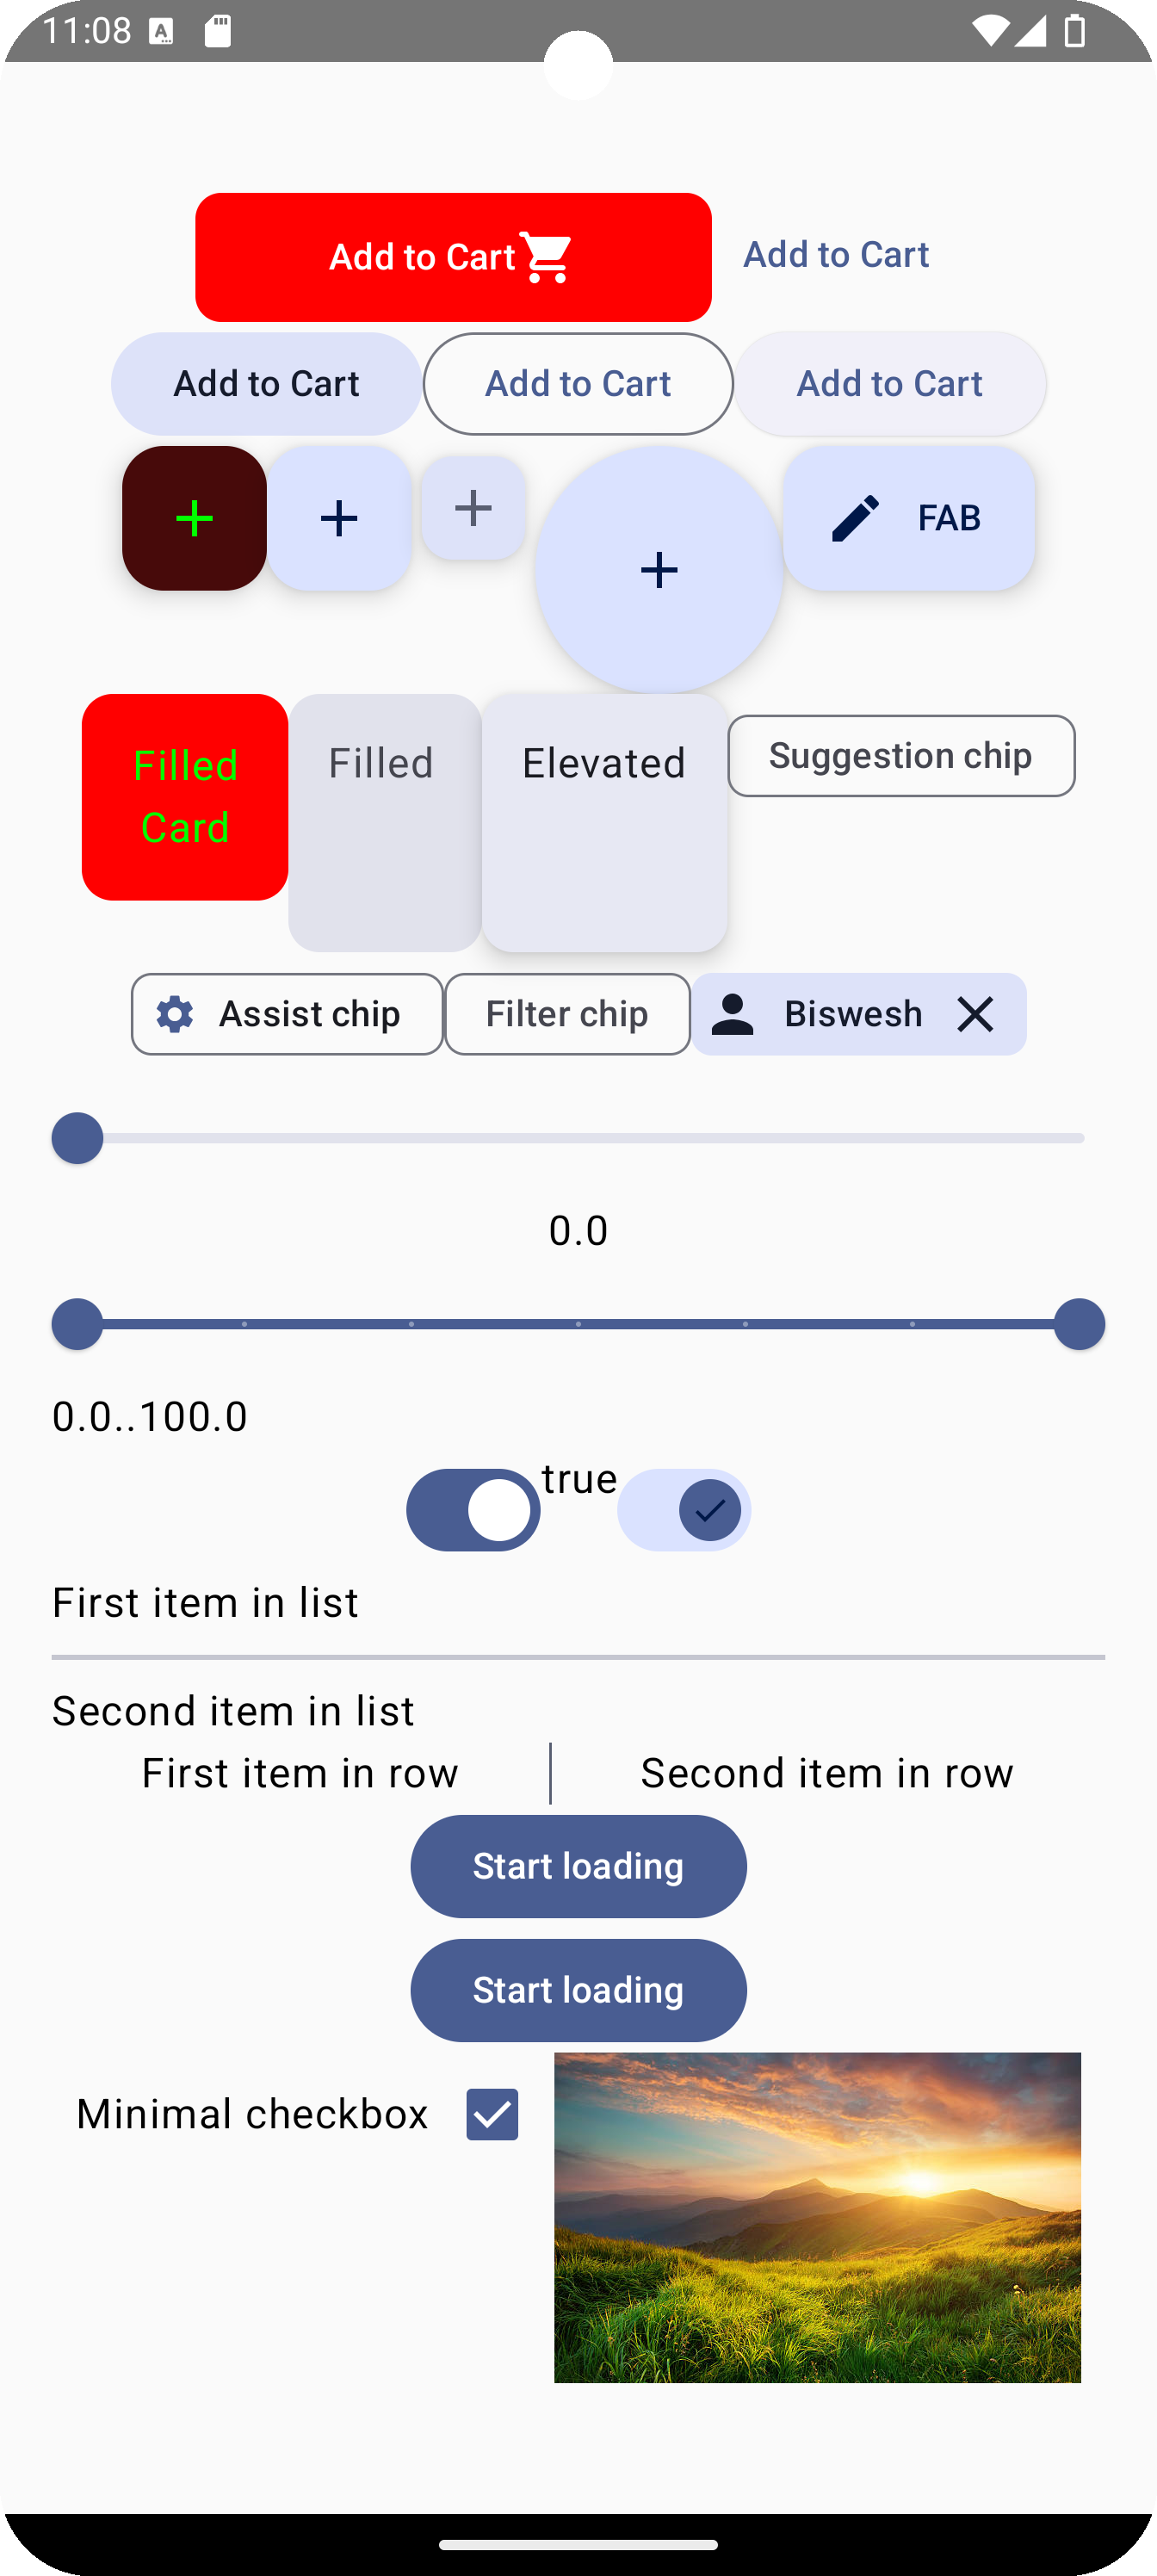 11:08
Add to Cart
Add to Cart
Add to Cart
Add to Cart
Add to Cart
FAB
Filled
Card
Filled
Elevated
Suggestion chip
Assist chip
Filter chip
Biswesh
0.0
0.0..100.0
true
First item in list
Second item in list
First item in row
Second item in row
Start loading
Start loading
Minimal checkbox